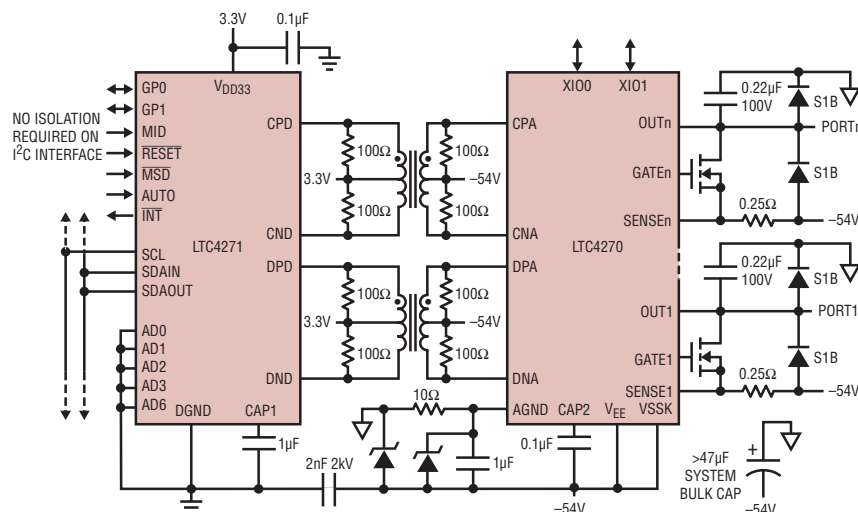 3.3V
0.1µF
VDD33
GP0
GP1
MID
RESET
MSD
AUTO
INT
NO ISOLATION
REQUIRED ON
I2C INTERFACE
SCL
SDAIN
SDAOUT
AD0
AD1
AD2
AD3
AD6
LTC4271
CPD
CND
DPD
DND
DGND
CAP1
1µF
2nF 2kV
100Ω
3.3V
100Ω
100Ω
–54V
100Ω
100Ω
3.3V
100Ω
100Ω
–54V
100Ω
10Ω
1µF
XIO0
XIO1
CPA
CNA
DPA
DNA
AGND
CAP2
VEE
VSSK
LTC4270
0.1µF
–54V
OUTn
GATEn
SENSEn
OUT1
GATE1
SENSE1
0.22µF
100V
S1B
PORTn
S1B
0.25Ω
–54V
0.22µF
100V
S1B
PORT1
S1B
0.25Ω
–54V
+
>47µF
SYSTEM
BULK CAP
–54V